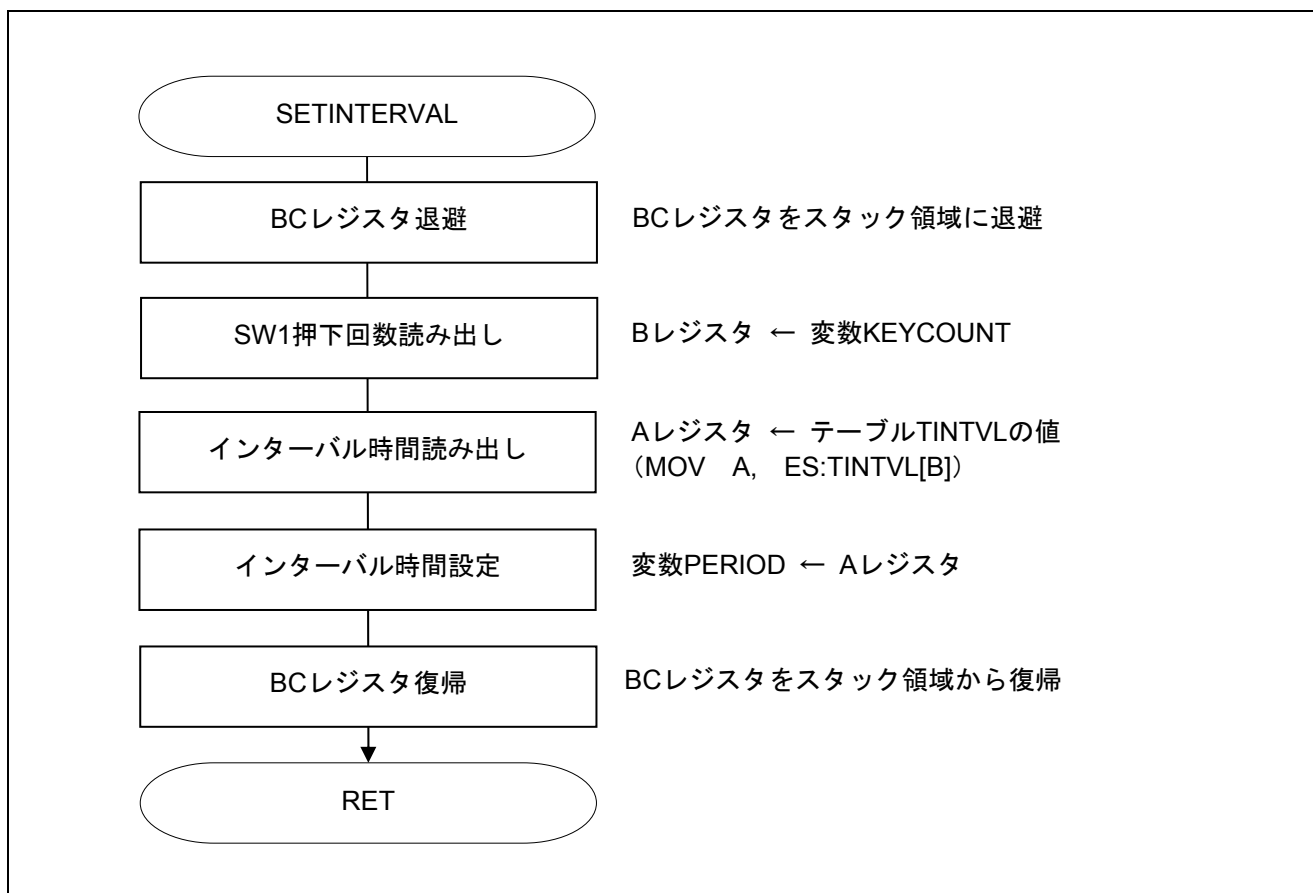 SETINTERVAL
BCレジスタ退避
BCレジスタをスタック領域に退避
SW1押下回数読み出し
Bレジスタ ← 変数KEYCOUNT
インターバル時間読み出し
Aレジスタ ← テーブルTINTVLの値
（MOV A, ES:TINTVL[B]）
インターバル時間設定
変数PERIOD ← Aレジスタ
BCレジスタ復帰
BCレジスタをスタック領域から復帰
RET